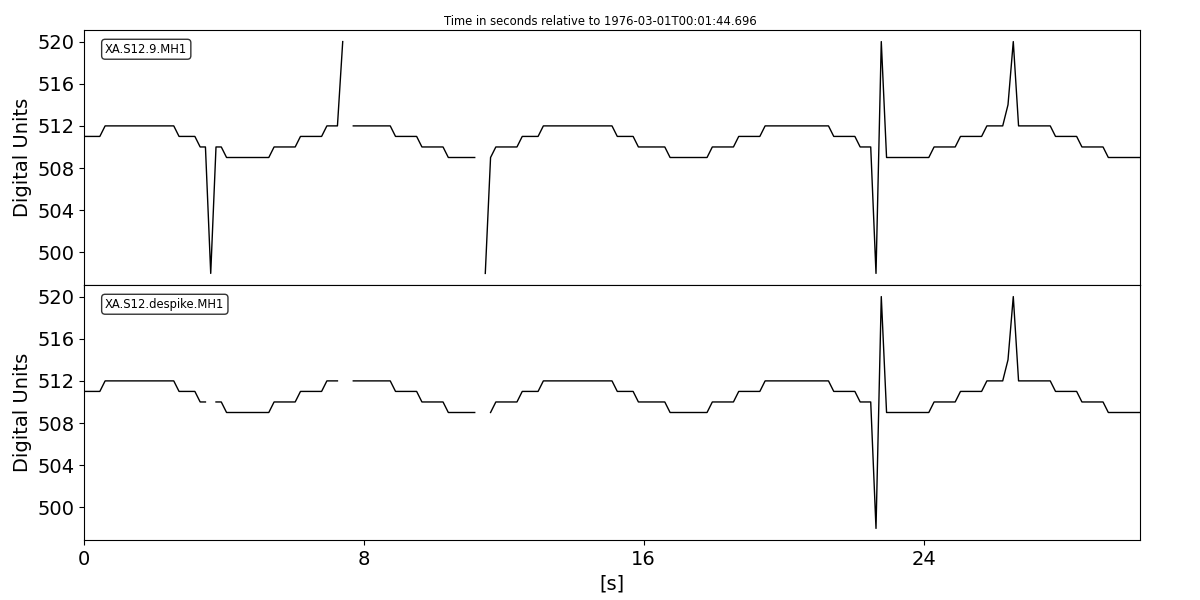 Time in seconds relative to 1976-03-01T00:01:44.696
XA.S12.9.MH1
520
516
512
508
504
500
Digital Units
XA.S12.despike.MH1
520
516
512
508
504
500
Digital Units
0 8 16 24
[s]